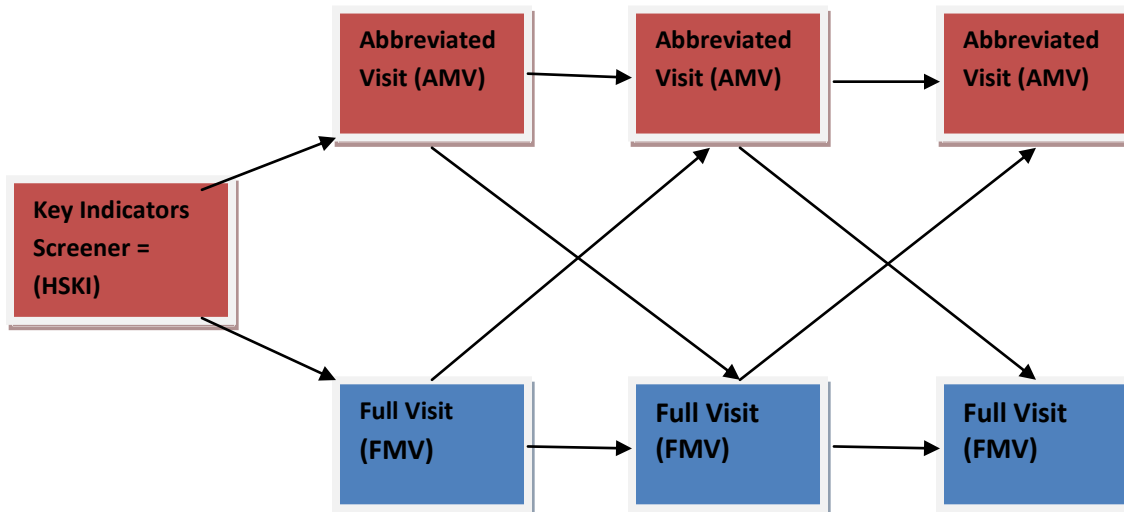 Abbreviated
Visit (AMV)
Abbreviated
Visit (AMV)
Abbreviated
Visit (AMV)
Key Indicators
Screener =
(HSKI)
Full Visit
(FMV)
Full Visit
(FMV)
Full Visit
(FMV)